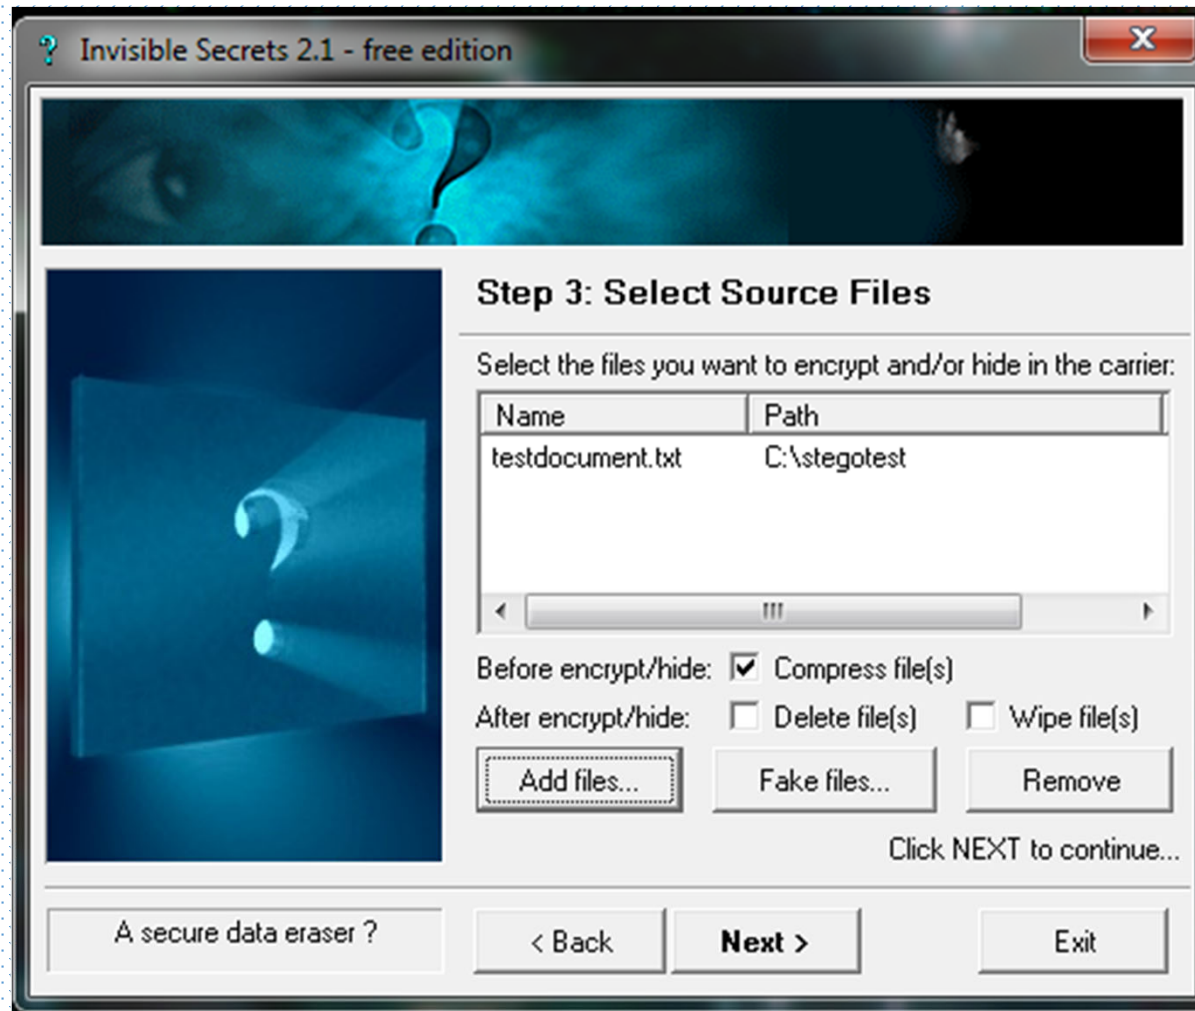 Invisible Secrets 2.1 - free edition
Step 3: Select Source Files
Select the files you want to encrypt and/or hide in the carrier:
Name Path
testdocument.txt C:\stegotest
Before encrypt/hide: Compress file(s)
After encrypt/hide: Delete file(s) Wipe file(s)
Add files... Fake files... Remove
Click NEXT to continue...
A secure data eraser ? < Back Next > Exit